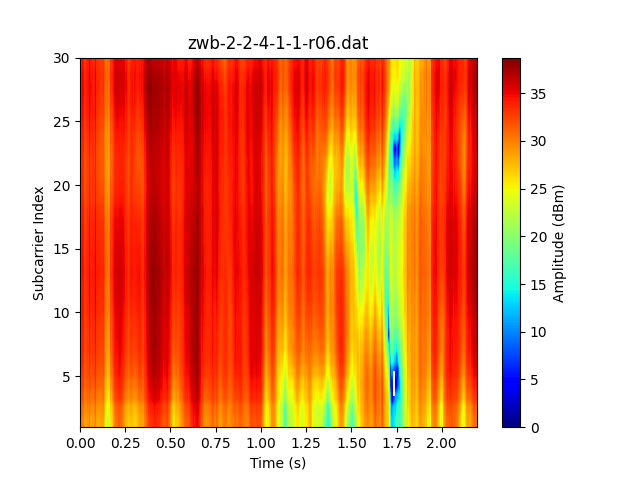 zwb-2-2-4-1-1-r06.dat
30
25
20
15
10
5
Subcarrier Index
0.00 0.25 0.50 0.75 1.00 1.25 1.50 1.75 2.00
Time (s)
35
30
25
20
15
10
5
0
Amplitude (dBm)